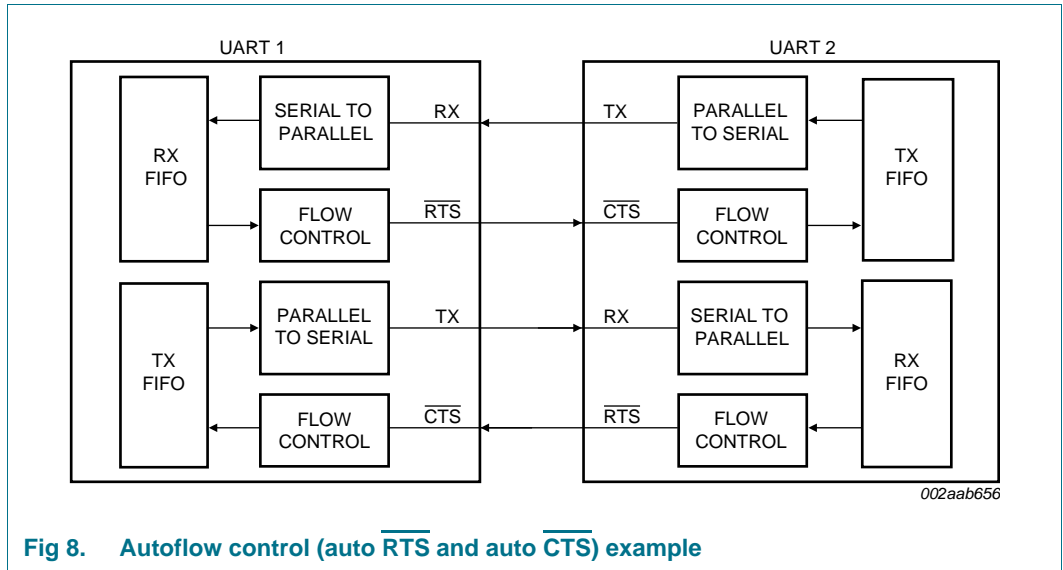 UART 1
UART 2
SERIAL TO
PARALLEL
RX
TX
PARALLEL
TO SERIAL
RX
FIFO
TX
FIFO
FLOW
CONTROL
RTS
CTS
FLOW
CONTROL
PARALLEL
TO SERIAL
TX
RX
SERIAL TO
PARALLEL
TX
FIFO
RX
FIFO
FLOW
CONTROL
CTS
RTS
FLOW
CONTROL
002aab656
Fig 8. Autoflow control (auto RTS and auto CTS) example